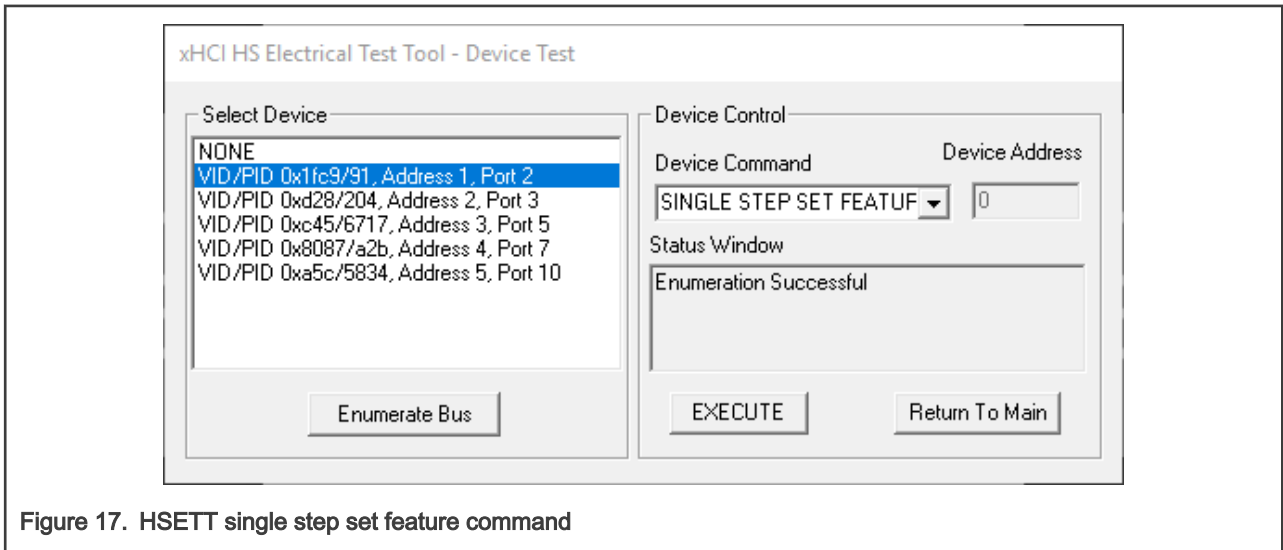 xHCI HS Electrical Test Tool - Device Test
Select Device
NONE
VID/PID 0x1fc9/91, Address 1, Port 2
VID/PID 0xd28/204, Address 2, Port 3
VID/PID 0xc45/6717, Address 3, Port 5
VID/PID 0x8087/a2b, Address 4, Port 7
VID/PID 0xa5c/5834, Address 5, Port 10
Enumerate Bus
Device Control
Device Command
Device Address
SINGLE STEP SET FEATUF
0
Status Window
Enumeration Successful
EXECUTE
Return To Main
Figure 17. HSETT single step set feature command